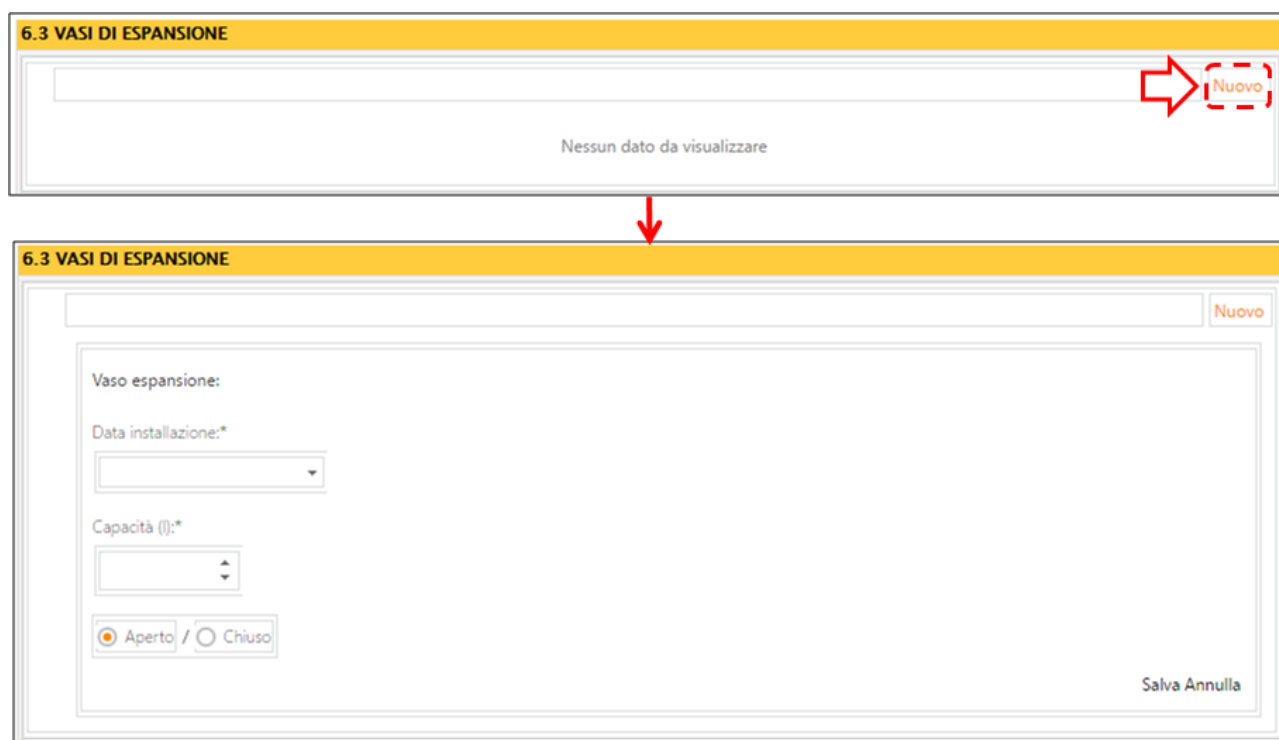 6.3 VASI DI ESPANSIONE
Nuovo
Nessun dato da visualizzare
6.3 VASI DI ESPANSIONE
Nuovo
Vaso espansione:
Data installazione:*
Capacità (l):*
Aperto / Chiuso
Salva Annulla